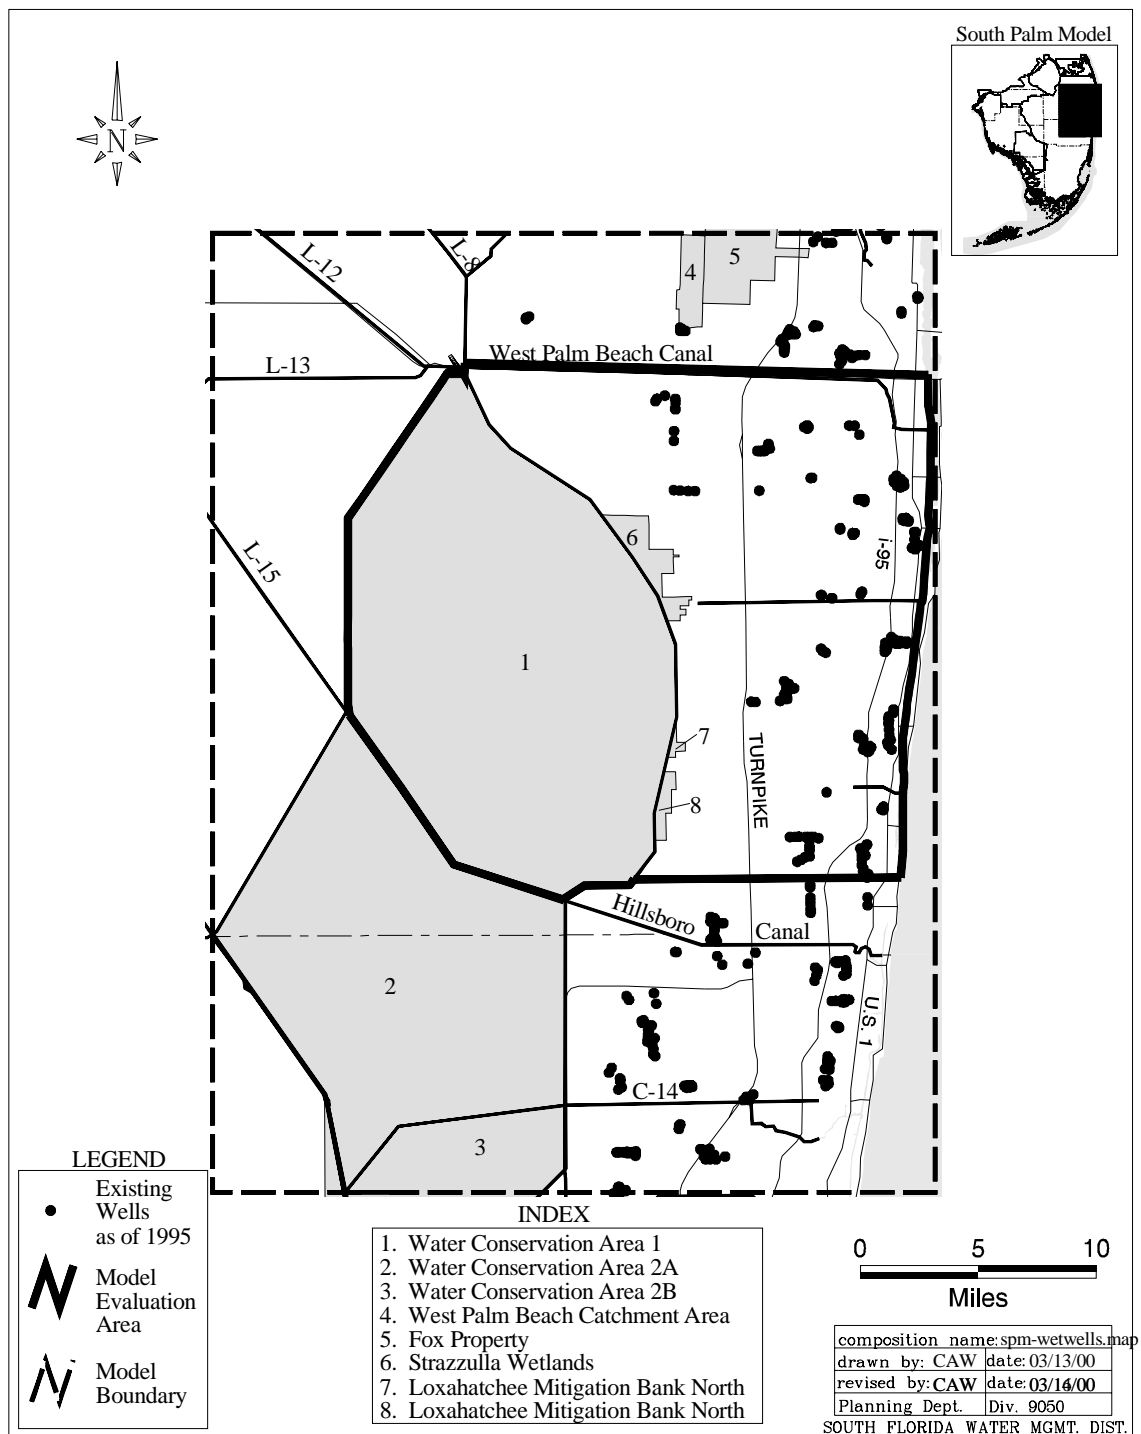 South Palm Model
N
L-12
L-8
4
5
L-13
West Palm Beach Canal
L-15
6
i-95
1
7
TURNPIKE
8
Hillsboro
Canal
2
U.S. 1
C-14
3
LEGEND
Existing
Wells
as of 1995
Model
Evaluation
Area
Model
Boundary
INDEX
1. Water Conservation Area 1
2. Water Conservation Area 2A
3. Water Conservation Area 2B
4. West Palm Beach Catchment Area
5. Fox Property
6. Strazzulla Wetlands
7. Loxahatchee Mitigation Bank North
8. Loxahatchee Mitigation Bank North
0 5 10
Miles
composition name: spm-wetwells.map
drawn by: CAW date: 03/13/00
revised by: CAW date:
Planning Dept. Div. 9050
SOUTH FLORIDA WATER MGMT. DIST.